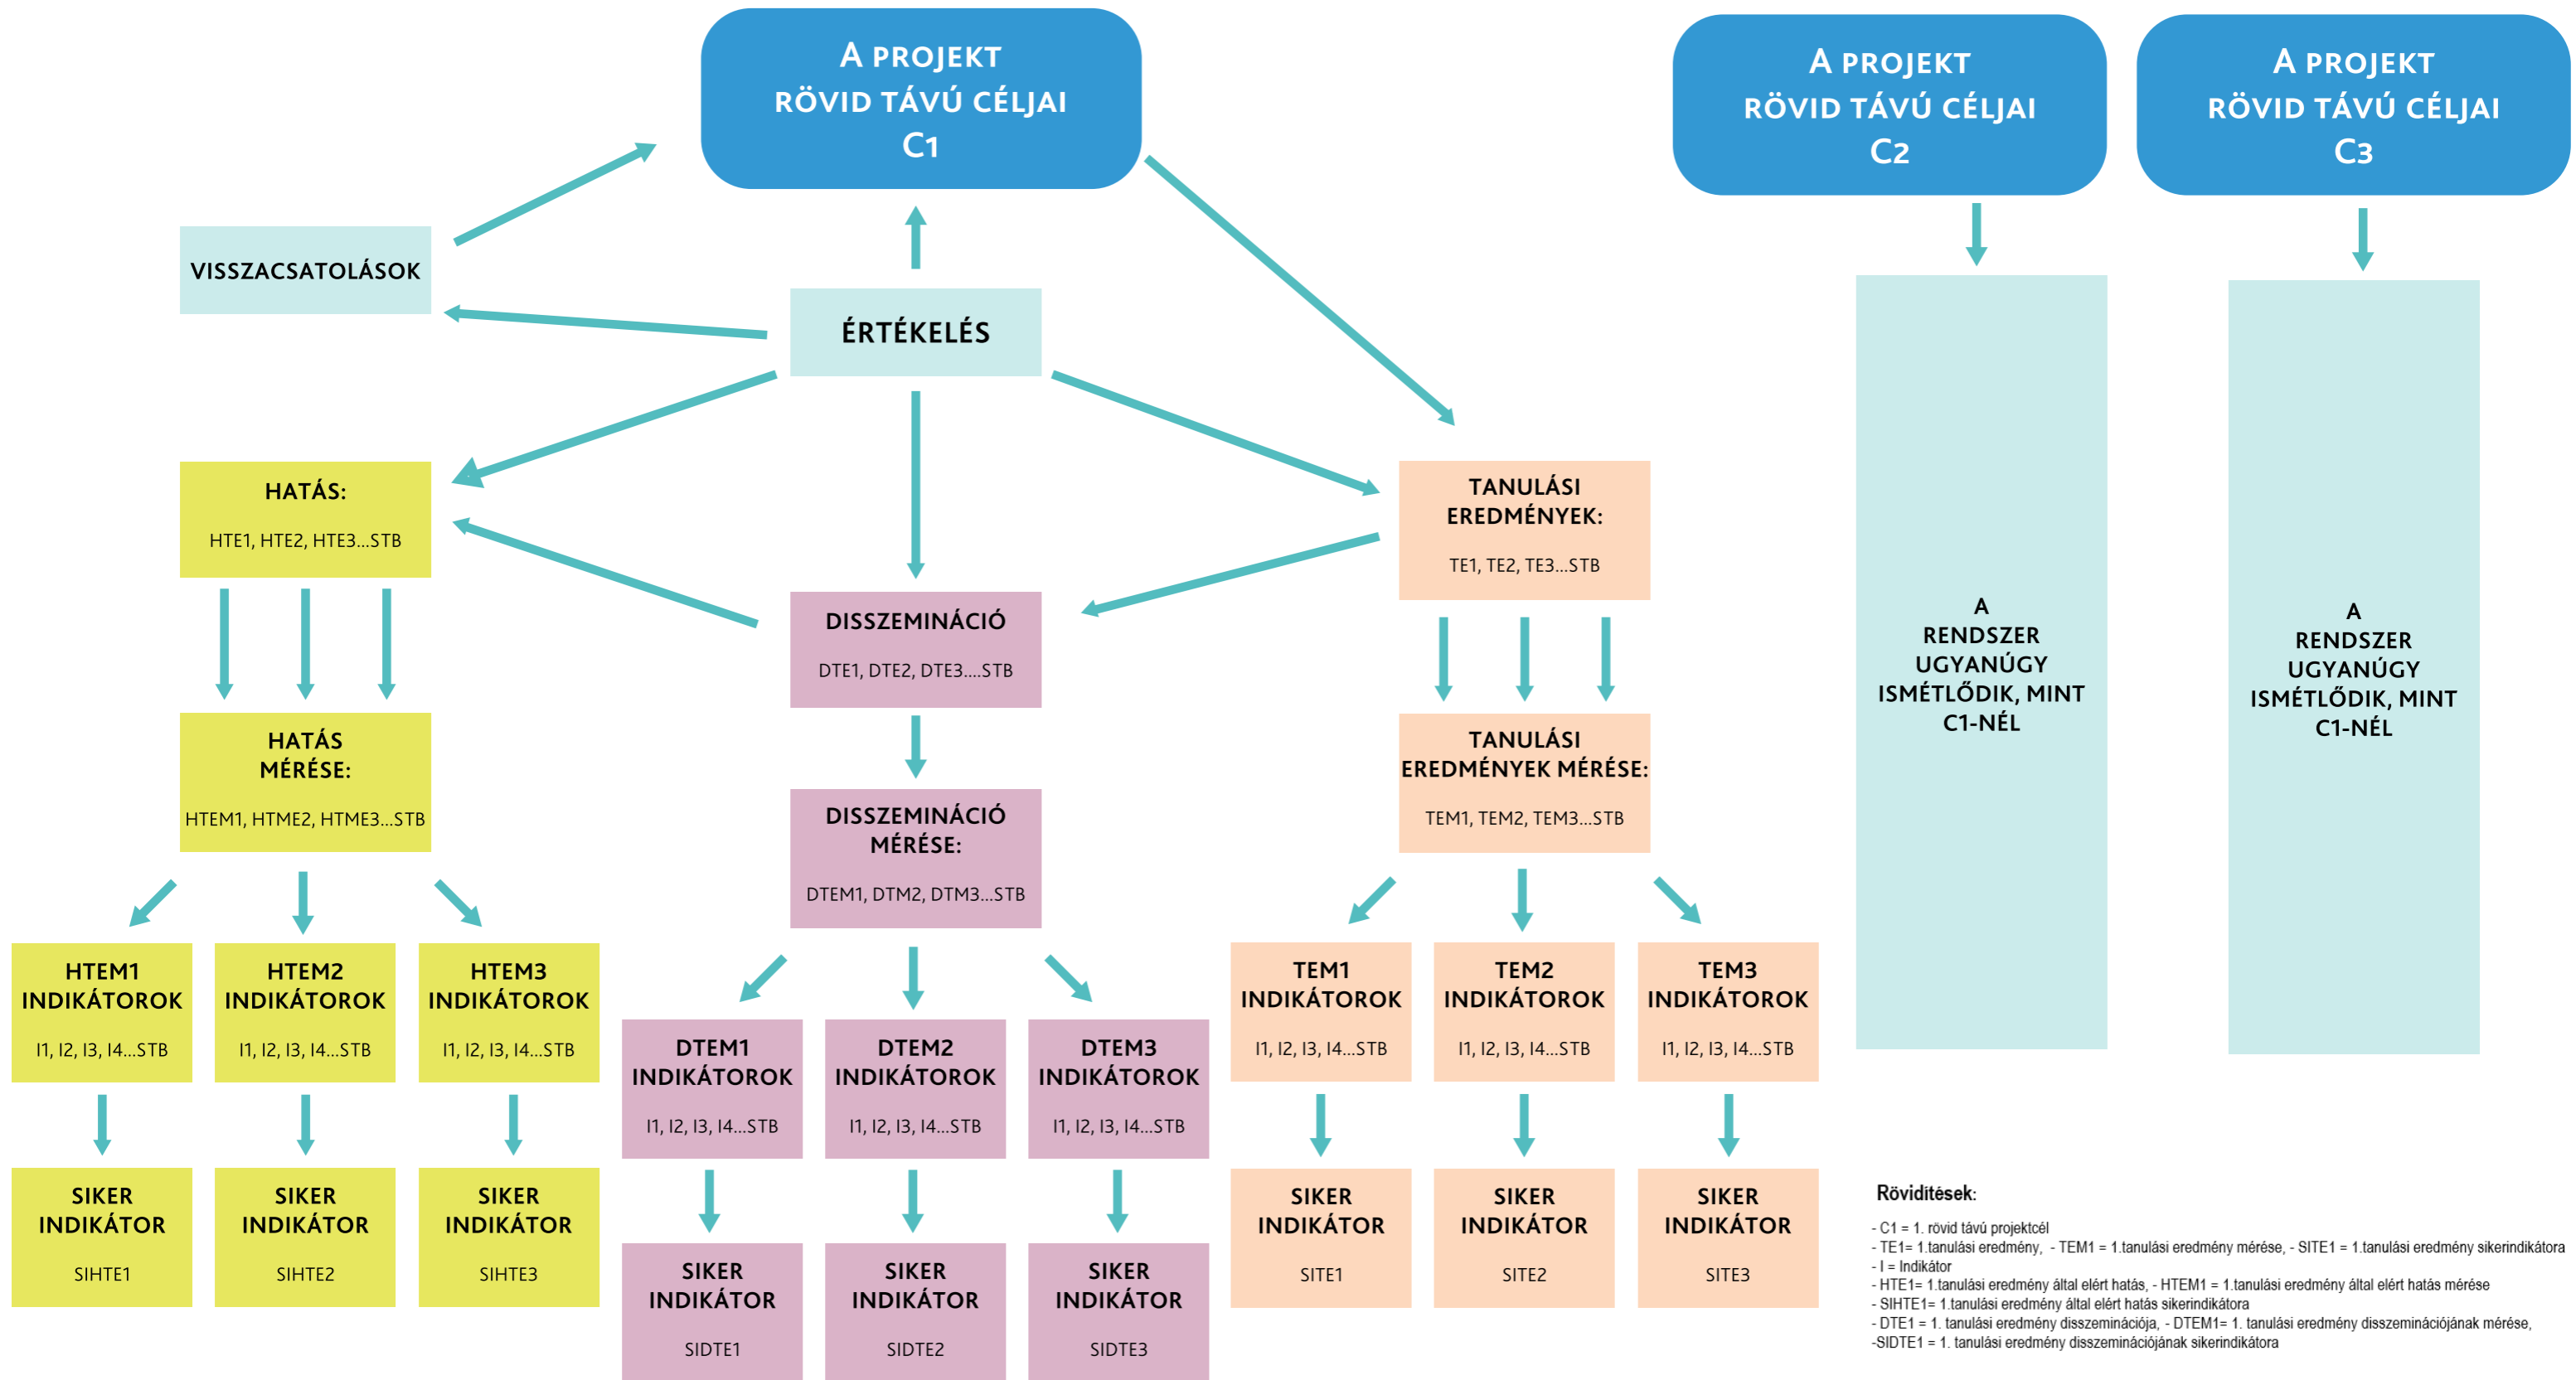 A PROJEKT
RÖVID TÁVÚ CÉLJAI
C1
A PROJEKT
RÖVID TÁVÚ CÉLJAI
C2
A PROJEKT
RÖVID TÁVÚ CÉLJAI
C3
VISSZACSATOLÁSOK
ÉRTÉKELÉS
HATÁS:
HTE1, HTE2, HTE3...STB
HATÁS
MÉRÉSE:
HTEM1, HTME2, HTME3...STB
HTEM1
INDIKÁTOROK
I1, I2, I3, I4...STB
HTEM2
INDIKÁTOROK
I1, I2, I3, I4...STB
HTEM3
INDIKÁTOROK
I1, I2, I3, I4...STB
SIKER
INDIKÁTOR
SIHTE1
SIKER
INDIKÁTOR
SIHTE2
SIKER
INDIKÁTOR
SIHTE3
DISSZEMINÁCIÓ
DTE1, DTE2, DTE3....STB
DISSZEMINÁCIÓ
MÉRÉSE:
DTEM1, DTM2, DTM3...STB
DTEM1
INDIKÁTOROK
I1, I2, I3, I4...STB
DTEM2
INDIKÁTOROK
I1, I2, I3, I4...STB
DTEM3
INDIKÁTOROK
I1, I2, I3, I4...STB
SIKER
INDIKÁTOR
SIDTE1
SIKER
INDIKÁTOR
SIDTE2
SIKER
INDIKÁTOR
SIDTE3
TANULÁSI
EREDMÉNYEK:
TE1, TE2, TE3...STB
TANULÁSI
EREDMÉNYEK MÉRÉSE:
TEM1, TEM2, TEM3...STB
TEM1
INDIKÁTOROK
I1, I2, I3, I4...STB
TEM2
INDIKÁTOROK
I1, I2, I3, I4...STB
TEM3
INDIKÁTOROK
I1, I2, I3, I4...STB
SIKER
INDIKÁTOR
SITE1
SIKER
INDIKÁTOR
SITE2
SIKER
INDIKÁTOR
SITE3
A
RENDSZER
UGYANÚGY
ISMÉTLŐDIK, MINT
C1-NÉL
A
RENDSZER
UGYANÚGY
ISMÉTLŐDIK, MINT
C1-NÉL
Rövidítések:
- C1 = 1. rövid távú projektcél
- TE1= 1.tanulási eredmény, - TEM1 = 1.tanulási eredmény mérése, - SITE1 = 1.tanulási eredmény sikerindikátora
- I = Indikátor
- HTE1= 1.tanulási eredmény által elért hatás, - HTEM1 = 1.tanulási eredmény által elért hatás mérése
- SIHTE1= 1.tanulási eredmény által elért hatás sikerindikátora
- DTE1 = 1. tanulási eredmény disszeminációja, - DTEM1= 1. tanulási eredmény disszeminációjának mérése,
-SIDTE1 = 1. tanulási eredmény disszeminációjának sikerindikátora